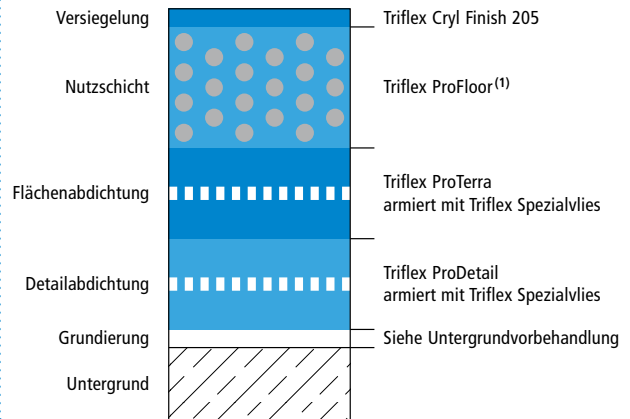 Versiegelung
Triflex Cryl Finish 205
Nutzschicht
Triflex ProFloor(1)
Flächenabdichtung
Triflex ProTerra
armiert mit Triflex Spezialvlies
Detailabdichtung
Triflex ProDetail
armiert mit Triflex Spezialvlies
Grundierung
Siehe Untergrundvorbehandlung
Untergrund